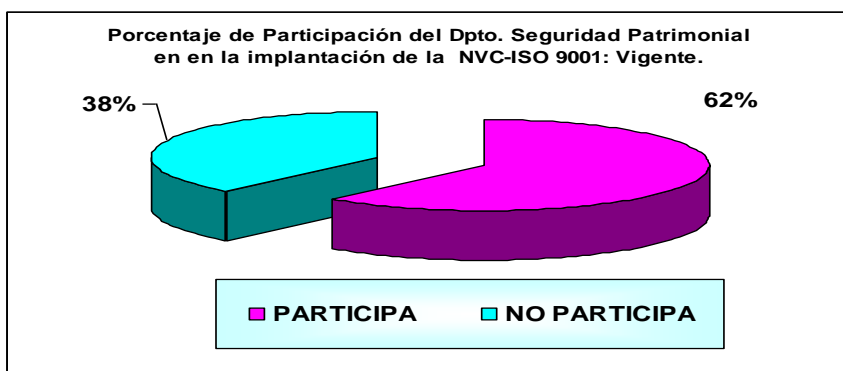 Porcentaje de Participación del Dpto. Seguridad Patrimonial
en en la implantación de la NVC-ISO 9001: Vigente.
38%
62%
PARTICIPA
NO PARTICIPA